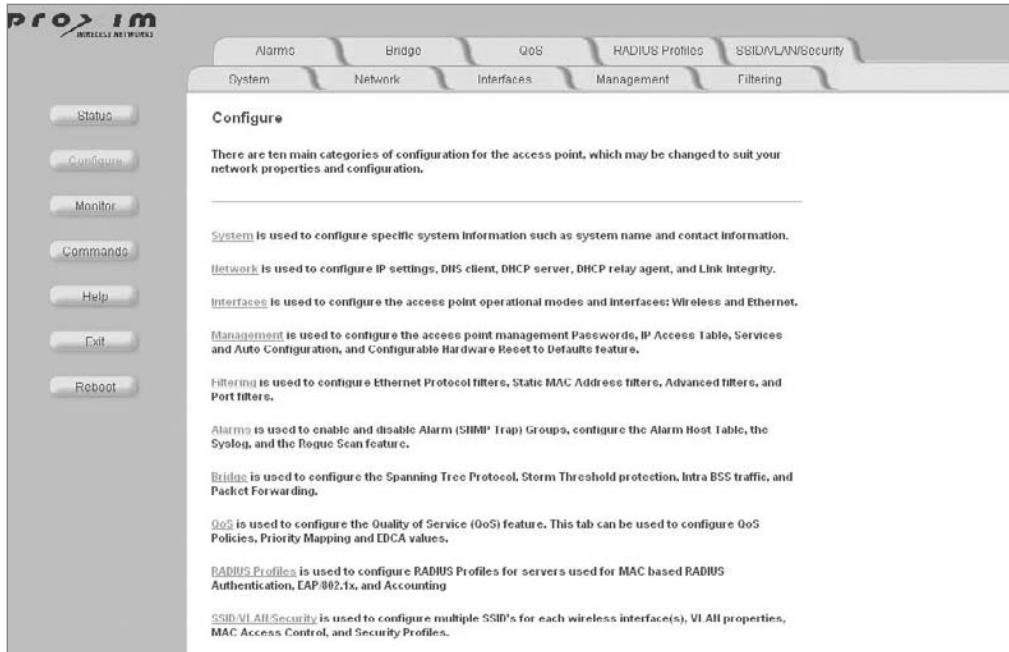 proxim
WIRELESS NETWORKS
Alarms Bridge QoS RADIUS Profiles SSID/VLAN/Security
System Network Interfaces Management Filtering
Status
Configure
Monitor
Commands
Help
Exit
Reboot
Configure
There are ten main categories of configuration for the access point, which may be changed to suit your
network properties and configuration.
System is used to configure specific system information such as system name and contact information.
Network is used to configure IP settings, DNS client, DHCP server, DHCP relay agent, and Link Integrity.
Interfaces is used to configure the access point operational modes and interfaces: Wireless and Ethernet.
Management is used to configure the access point management Passwords, IP Access Table, Services
and Auto Configuration, and Configurable Hardware Reset to Defaults feature.
Filtering is used to configure Ethernet Protocol filters, Static MAC Address filters, Advanced filters, and
Port filters.
Alarms is used to enable and disable Alarm (SNMP Trap) Groups, configure the Alarm Host Table, the
Syslog, and the Rogue Scan feature.
Bridge is used to configure the Spanning Tree Protocol, Storm Threshold protection, Intra BSS traffic, and
Packet Forwarding.
QoS is used to configure the Quality of Service (QoS) feature. This tab can be used to configure QoS
Policies, Priority Mapping and EDCA values.
RADIUS Profiles is used to configure RADIUS Profiles for servers used for MAC based RADIUS
Authentication, EAP/802.1x, and Accounting
SSID/VLAN/Security is used to configure multiple SSID's for each wireless interface(s), VLAN properties,
MAC Access Control, and Security Profiles.